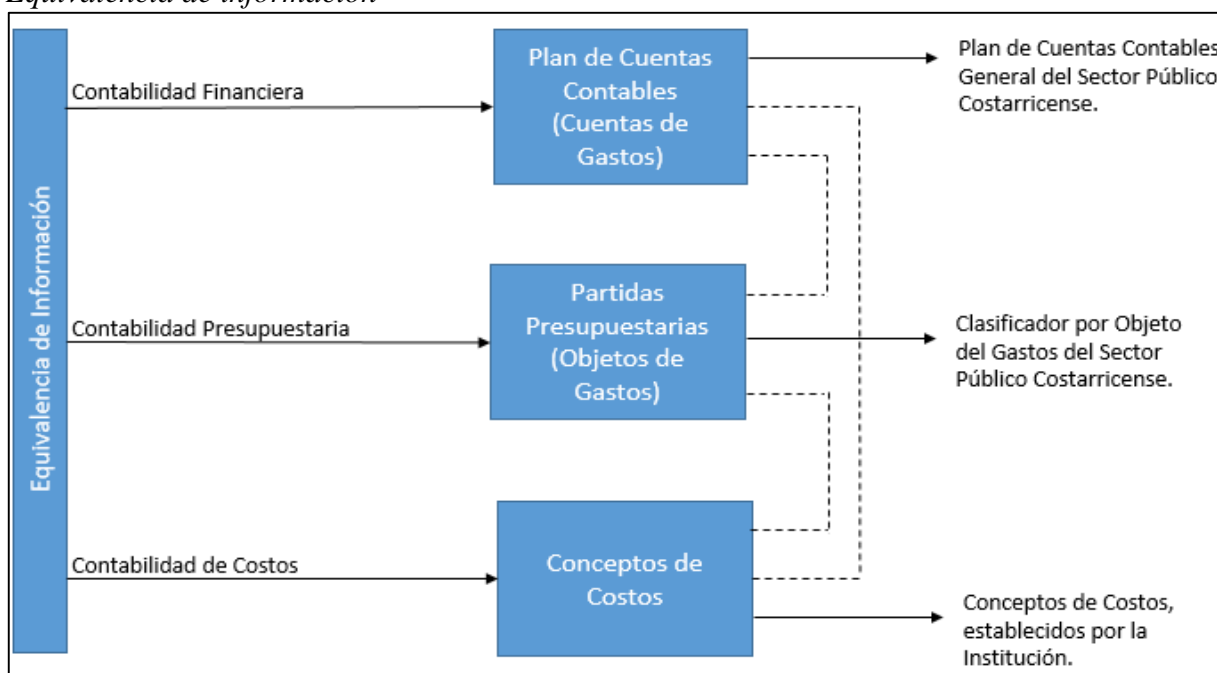 Equivalencia de información
Equivalencia de Información
Contabilidad Financiera
Plan de Cuentas
Contables
(Cuentas de
Gastos)
Plan de Cuentas Contables
General del Sector Público
Costarricense.
Contabilidad Presupuestaria
Partidas
Presupuestarias
(Objetos de
Gastos)
Clasificador por Objeto
del Gastos del Sector
Público Costarricense.
Contabilidad de Costos
Conceptos de
Costos
Conceptos de Costos,
establecidos por la
Institución.